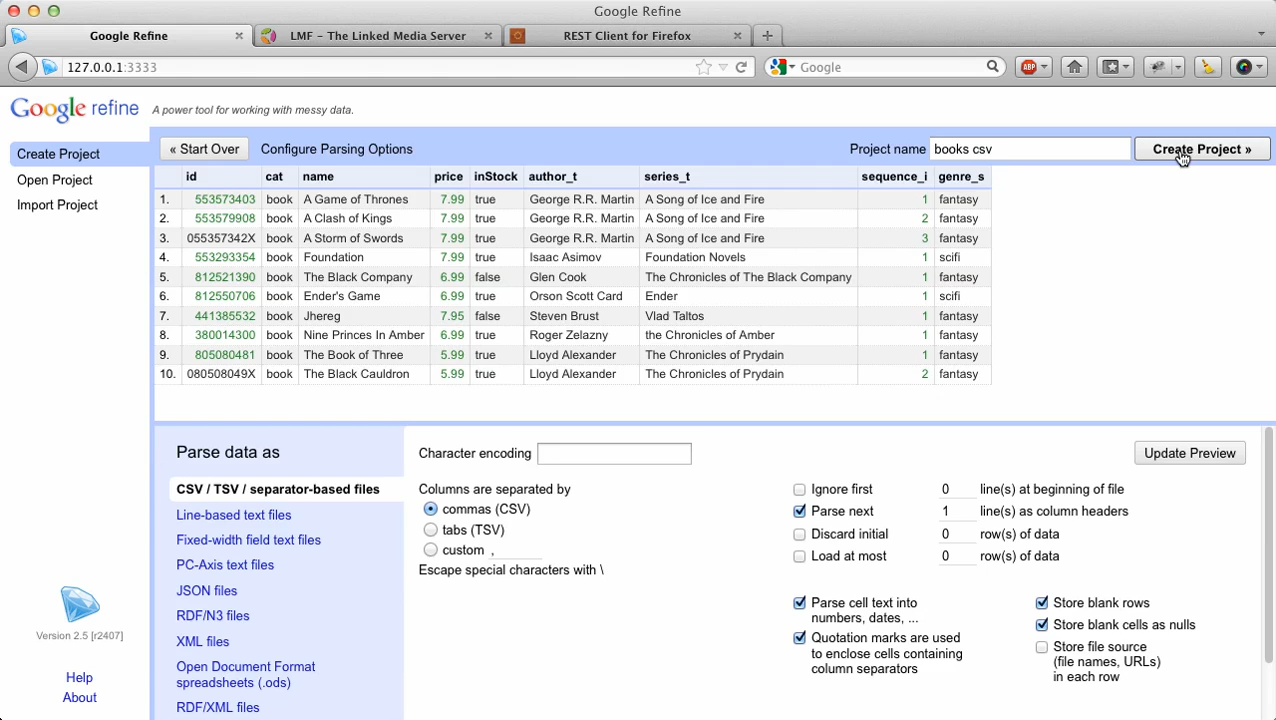 Google Refine
Google Refine
LMF – The Linked Media Server
REST Client for Firefox
127.0.0.1:3333
Google
ABP
Google refine
A power tool for working with messy data.
Create Project
Open Project
Import Project
« Start Over
Configure Parsing Options
Project name
books csv
Create Project »
id cat name price inStock author_t series_t sequence_i genre_s
1. 553573403 book A Game of Thrones 7.99 true George R.R. Martin A Song of Ice and Fire 1 fantasy
2. 553579908 book A Clash of Kings 7.99 true George R.R. Martin A Song of Ice and Fire 2 fantasy
3. 055357342X book A Storm of Swords 7.99 true George R.R. Martin A Song of Ice and Fire 3 fantasy
4. 553293354 book Foundation 7.99 true Isaac Asimov Foundation Novels 1 scifi
5. 812521390 book The Black Company 6.99 false Glen Cook The Chronicles of The Black Company 1 fantasy
6. 812550706 book Ender's Game 6.99 true Orson Scott Card Ender 1 scifi
7. 441385532 book Jhereg 7.95 false Steven Brust Vlad Taltos 1 fantasy
8. 380014300 book Nine Princes In Amber 6.99 true Roger Zelazny the Chronicles of Amber 1 fantasy
9. 805080481 book The Book of Three 5.99 true Lloyd Alexander The Chronicles of Prydain 1 fantasy
10. 080508049X book The Black Cauldron 5.99 true Lloyd Alexander The Chronicles of Prydain 2 fantasy
Parse data as
CSV / TSV / separator-based files
Line-based text files
Fixed-width field text files
PC-Axis text files
JSON files
RDF/N3 files
XML files
Open Document Format
spreadsheets (.ods)
RDF/XML files
Version 2.5 [r2407]
Help
About
Character encoding
Update Preview
Columns are separated by
commas (CSV)
tabs (TSV)
custom ,
Escape special characters with \
Ignore first 0 line(s) at beginning of file
Parse next 1 line(s) as column headers
Discard initial 0 row(s) of data
Load at most 0 row(s) of data
Parse cell text into
numbers, dates, ...
Quotation marks are used
to enclose cells containing
column separators
Store blank rows
Store blank cells as nulls
Store file source
(file names, URLs)
in each row